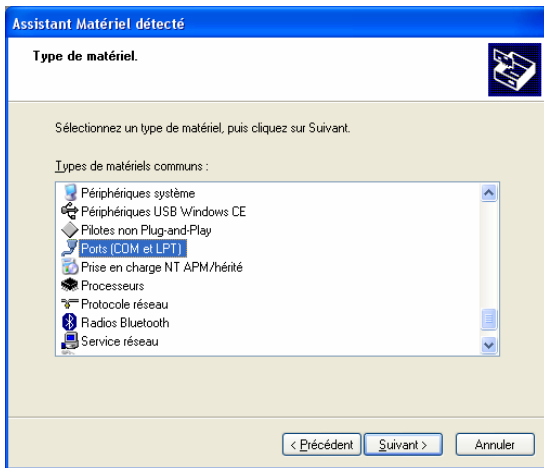 Assistant Matériel détecté
Type de matériel.
Sélectionnez un type de matériel, puis cliquez sur Suivant.
Types de matériels communs :
Périphériques système
Périphériques USB Windows CE
Pilotes non Plug-and-Play
Ports (COM et LPT)
Prise en charge NT APM/hérité
Processeurs
Protocole réseau
Radios Bluetooth
Service réseau
< Précédent Suivant > Annuler